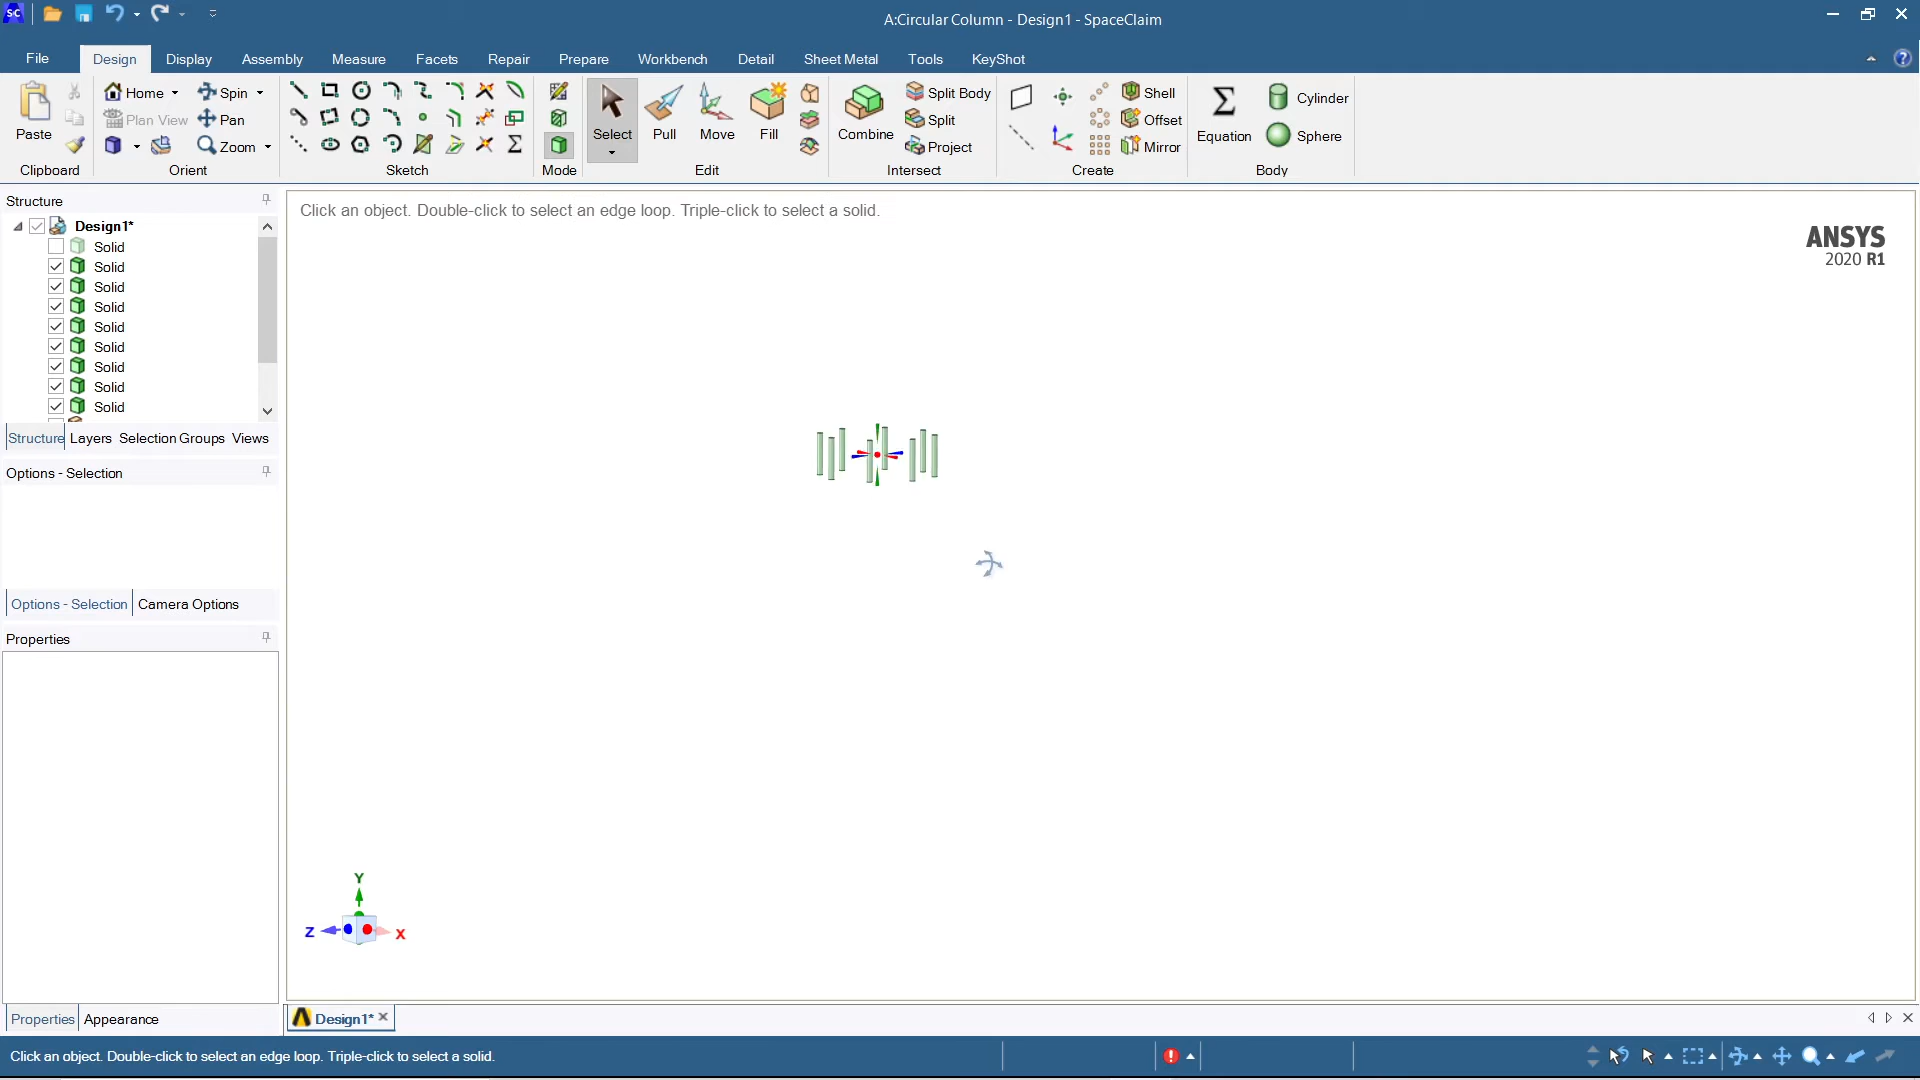 SC
A:Circular Column - Design1 - SpaceClaim
File Design Display Assembly Measure Facets Repair Prepare Workbench Detail Sheet Metal Tools KeyShot
Paste
Clipboard
Home Spin
Plan View Pan
Zoom
Orient
Sketch
Mode
Select Pull Move Fill
Edit
Combine
Split Body
Split
Project
Intersect
Shell
Offset
Mirror
Create
Equation
Cylinder
Sphere
Body
Structure
Design1*
Solid
Solid
Solid
Solid
Solid
Solid
Solid
Solid
Solid
Structure Layers Selection Groups Views
Options - Selection
Options - Selection Camera Options
Properties
Properties Appearance
Click an object. Double-click to select an edge loop. Triple-click to select a solid.
ANSYS
2020 R1
Y
Z
X
Design1*
Click an object. Double-click to select an edge loop. Triple-click to select a solid.